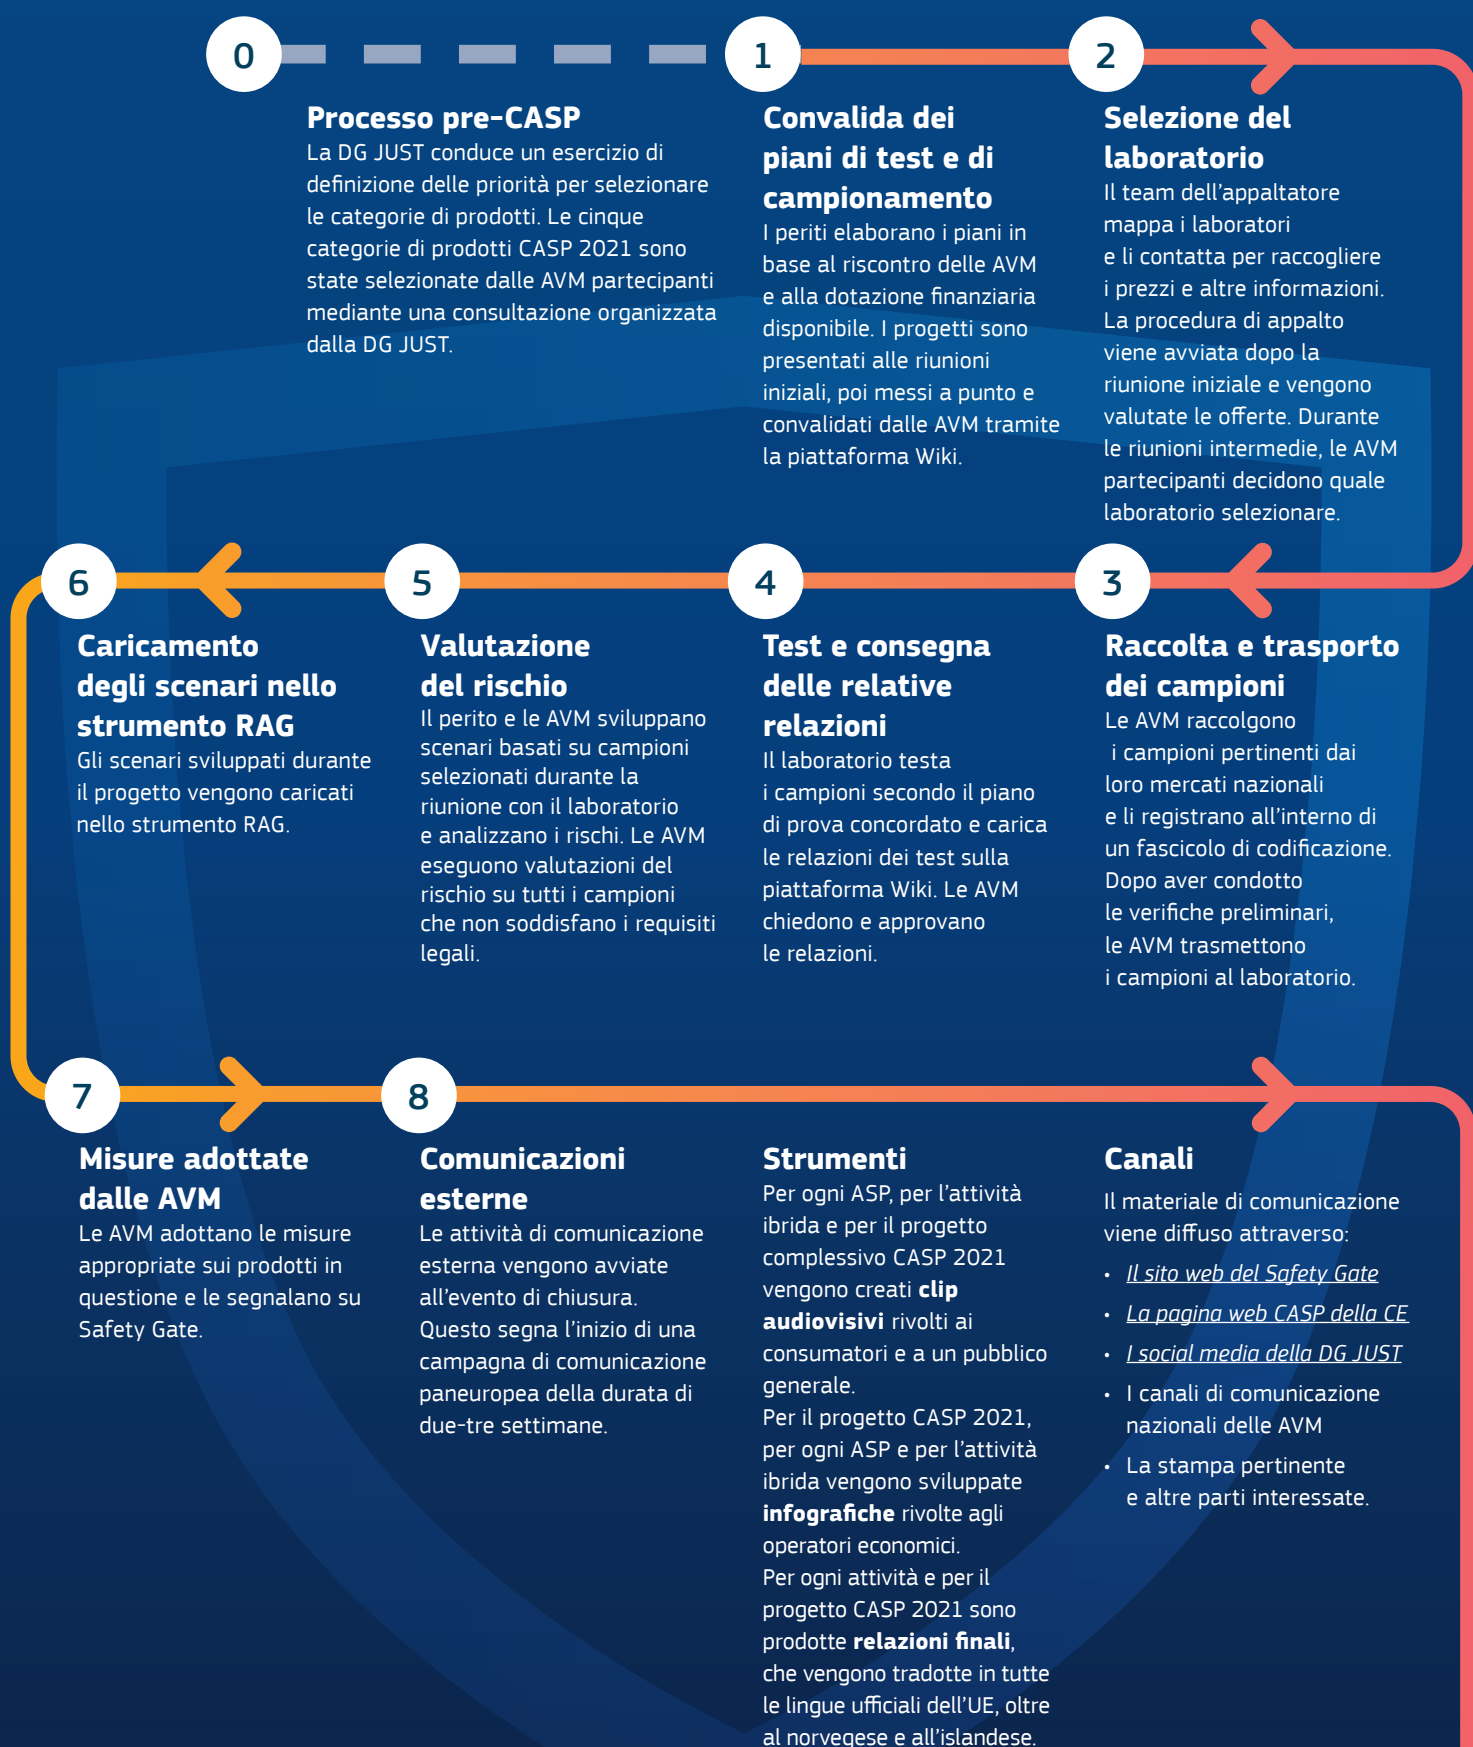 0
Processo pre-CASP
La DG JUST conduce un esercizio di
definizione delle priorità per selezionare
le categorie di prodotti. Le cinque
categorie di prodotti CASP 2021 sono
state selezionate dalle AVM partecipanti
mediante una consultazione organizzata
dalla DG JUST.
1
Convalida dei
piani di test e di
campionamento
I periti elaborano i piani in
base al riscontro delle AVM
e alla dotazione finanziaria
disponibile. I progetti sono
presentati alle riunioni
iniziali, poi messi a punto e
convalidati dalle AVM tramite
la piattaforma Wiki.
2
Selezione del
laboratorio
Il team dell'appaltatore
mappa i laboratori
e li contatta per raccogliere
i prezzi e altre informazioni.
La procedura di appalto
viene avviata dopo la
riunione iniziale e vengono
valutate le offerte. Durante
le riunioni intermedie, le AVM
partecipanti decidono quale
laboratorio selezionare.
3
Raccolta e trasporto
dei campioni
Le AVM raccolgono
i campioni pertinenti dai
loro mercati nazionali
e li registrano all'interno di
un fascicolo di codificazione.
Dopo aver condotto
le verifiche preliminari,
le AVM trasmettono
i campioni al laboratorio.
4
Test e consegna
delle relative
relazioni
Il laboratorio testa
i campioni secondo il piano
di prova concordato e carica
le relazioni dei test sulla
piattaforma Wiki. Le AVM
chiedono e approvano
le relazioni.
5
Valutazione
del rischio
Il perito e le AVM sviluppano
scenari basati su campioni
selezionati durante la
riunione con il laboratorio
e analizzano i rischi. Le AVM
eseguono valutazioni del
rischio su tutti i campioni
che non soddisfano i requisiti
legali.
6
Caricamento
degli scenari nello
strumento RAG
Gli scenari sviluppati durante
il progetto vengono caricati
nello strumento RAG.
7
Misure adottate
dalle AVM
Le AVM adottano le misure
appropriate sui prodotti in
questione e le segnalano su
Safety Gate.
8
Comunicazioni
esterne
Le attività di comunicazione
esterna vengono avviate
all'evento di chiusura.
Questo segna l'inizio di una
campagna di comunicazione
paneuropea della durata di
due-tre settimane.
Strumenti
Per ogni ASP, per l'attività
ibrida e per il progetto
complessivo CASP 2021
vengono creati clip
audiovisivi rivolti ai
consumatori e a un pubblico
generale.
Per il progetto CASP 2021,
per ogni ASP e per l'attività
ibrida vengono sviluppate
infografiche rivolte agli
operatori economici.
Per ogni attività e per il
progetto CASP 2021 sono
prodotte relazioni finali,
che vengono tradotte in tutte
le lingue ufficiali dell'UE, oltre
al norvegese e all'islandese.
Canali
Il materiale di comunicazione
viene diffuso attraverso:
• Il sito web del Safety Gate
• La pagina web CASP della CE
• I social media della DG JUST
• I canali di comunicazione
nazionali delle AVM
• La stampa pertinente
e altre parti interessate.